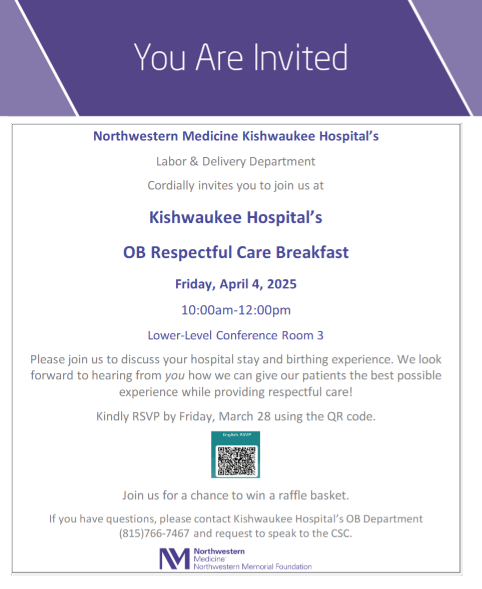 You Are Invited
Northwestern Medicine Kishwaukee Hospital's
Labor & Delivery Department
Cordially invites you to join us at
Kishwaukee Hospital's
OB Respectful Care Breakfast
Friday, April 4, 2025
10:00am-12:00pm
Lower-Level Conference Room 3
Please join us to discuss your hospital stay and birthing experience. We look
forward to hearing from you how we can give our patients the best possible
experience while providing respectful care!
Kindly RSVP by Friday, March 28 using the QR code.
English RSVP
Join us for a chance to win a raffle basket.
If you have questions, please contact Kishwaukee Hospital's OB Department
(815)766-7467 and request to speak to the CSC.
NM
Northwestern
Medicine
Northwestern Memorial Foundation